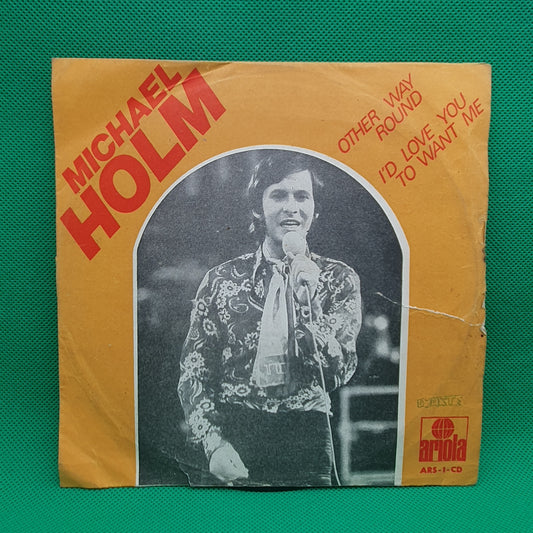 MICHAEL
HOLM
OTHER WAY
ROUND
I'D LOVE YOU
TO WANT ME
ariola
ARS-1-CD